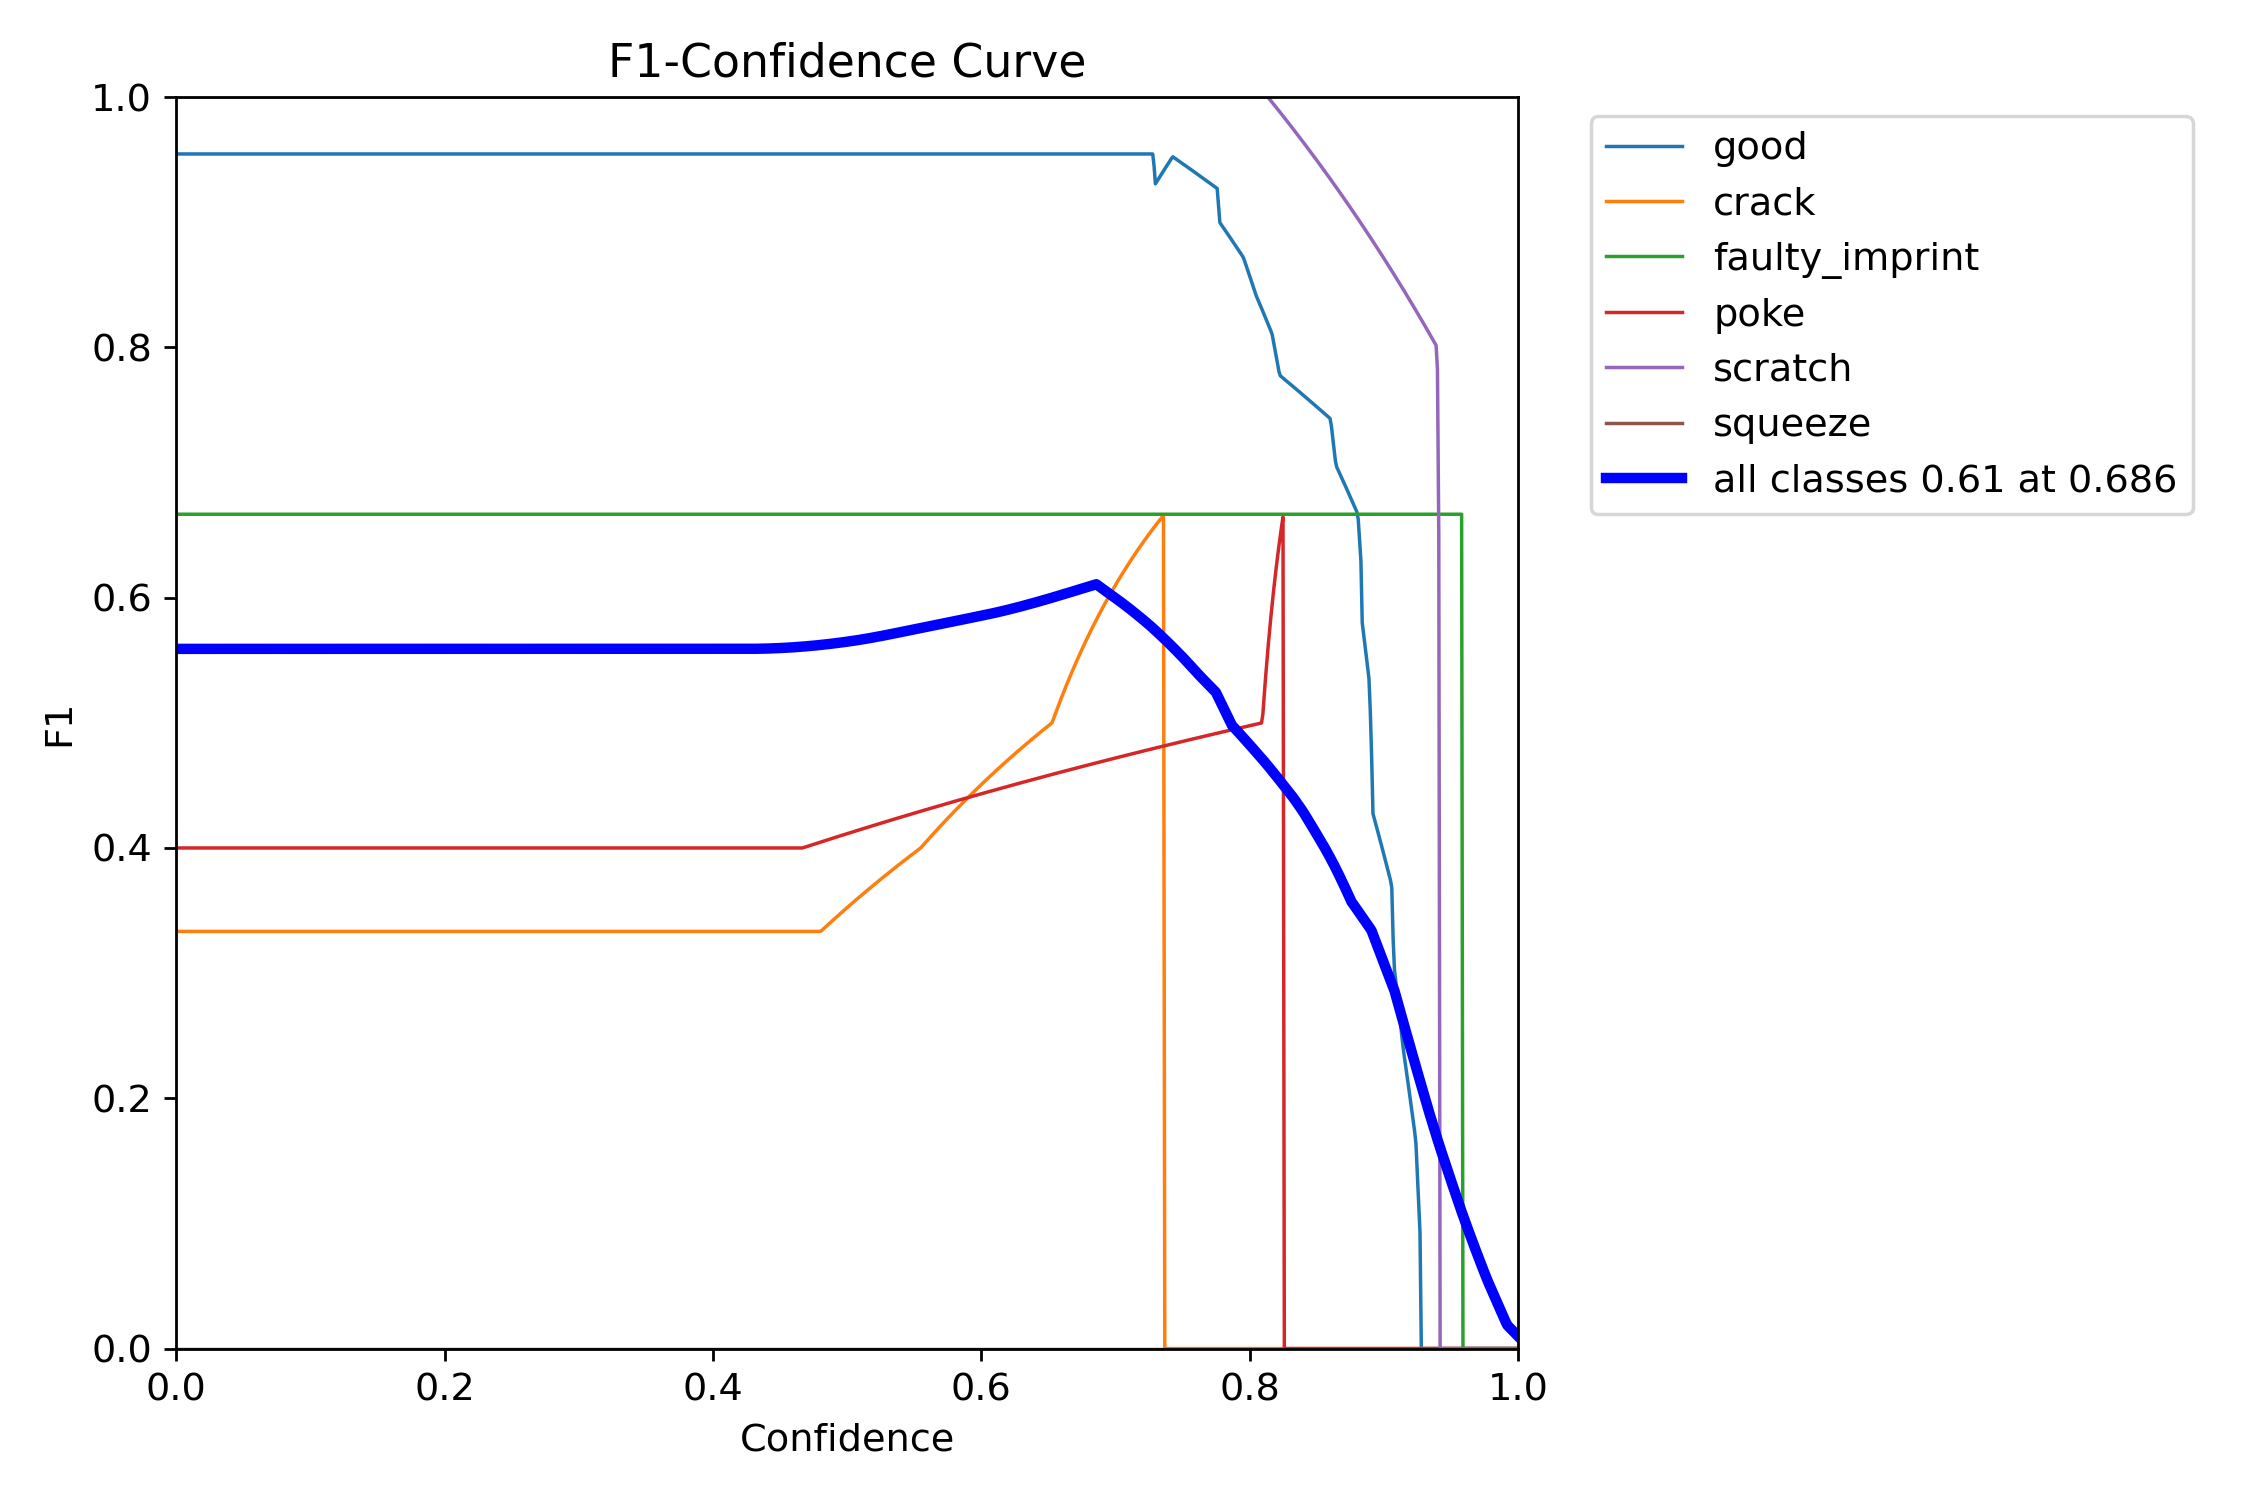 F1-Confidence Curve
1.0
0.8
0.6
0.4
0.2
0.0
F1
0.0 0.2 0.4 0.6 0.8 1.0
Confidence
good
crack
faulty_imprint
poke
scratch
squeeze
all classes 0.61 at 0.686